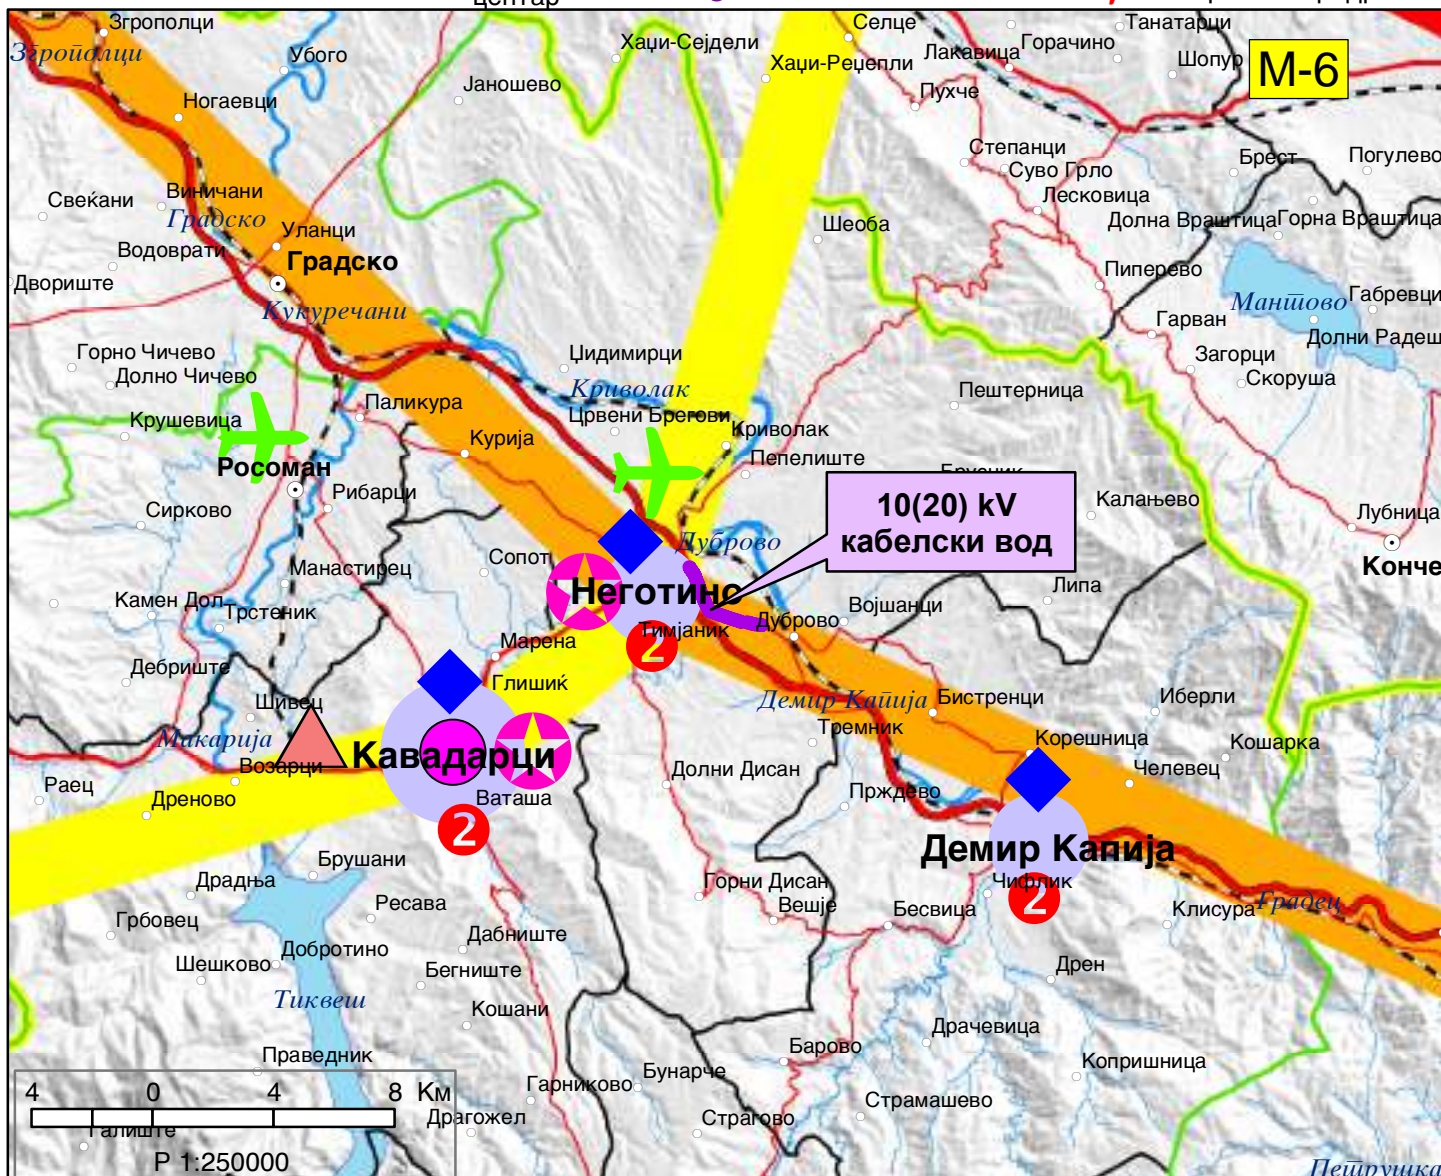 центар
Згрополци
Селце
Танатарци
Згрополци
Убого
Хаџи-Сејдели
Лакавица
Горачино
Шопур
М-6
Јаношево
Хаџи-Реџепли
Пухче
Ногаевци
Степанци
Суво Грло
Брест
Погулево
Свеќани
Виничани
Градско
Лесковица
Долна Враштица
Горна Враштица
Уланци
Шеоба
Водоврати
Градско
Двориште
Пиперево
Мантово
Габревци
Кукуречани
Гарван
Долни Радеш
Горно Чичево
Џидимирци
Загорци
Долно Чичево
Криволак
Скоруша
Пештерница
Паликура
Крушевица
Црвени Брегови
Криволак
Курија
Пепелиште
Росоман
Рибарци
10(20) kV
кабелски вод
Калањево
Сирково
Лубница
Дуброво
Конче
Сопот
Манастирец
Неготино
Липа
Камен Дол
Трстеник
Војшанци
Дуброво
Тимјаник
Марена
2
Дебриште
Глишиќ
Шивец
Демир Капија
Бистренци
Иберли
Макарија
Тремник
Корешница
Кошарка
Кавадарци
Возарци
Долни Дисан
Челевец
Раец
Дреново
Ваташа
Прждево
2
Демир Капија
Брушани
Драдња
Горни Дисан
Чифлик
2
Градец
Ресава
Вешје
Бесвица
Клисура
Грбовец
Добротино
Дабниште
Шешково
Бегниште
Дрен
Тиквеш
Кошани
Драчевица
Праведник
Барово
Копришница
4 0 4 8 Км
Гарниково
Бунарче
Страмашево
Драгожел
Страгово
Галиште
Р 1:250000
Петрушка